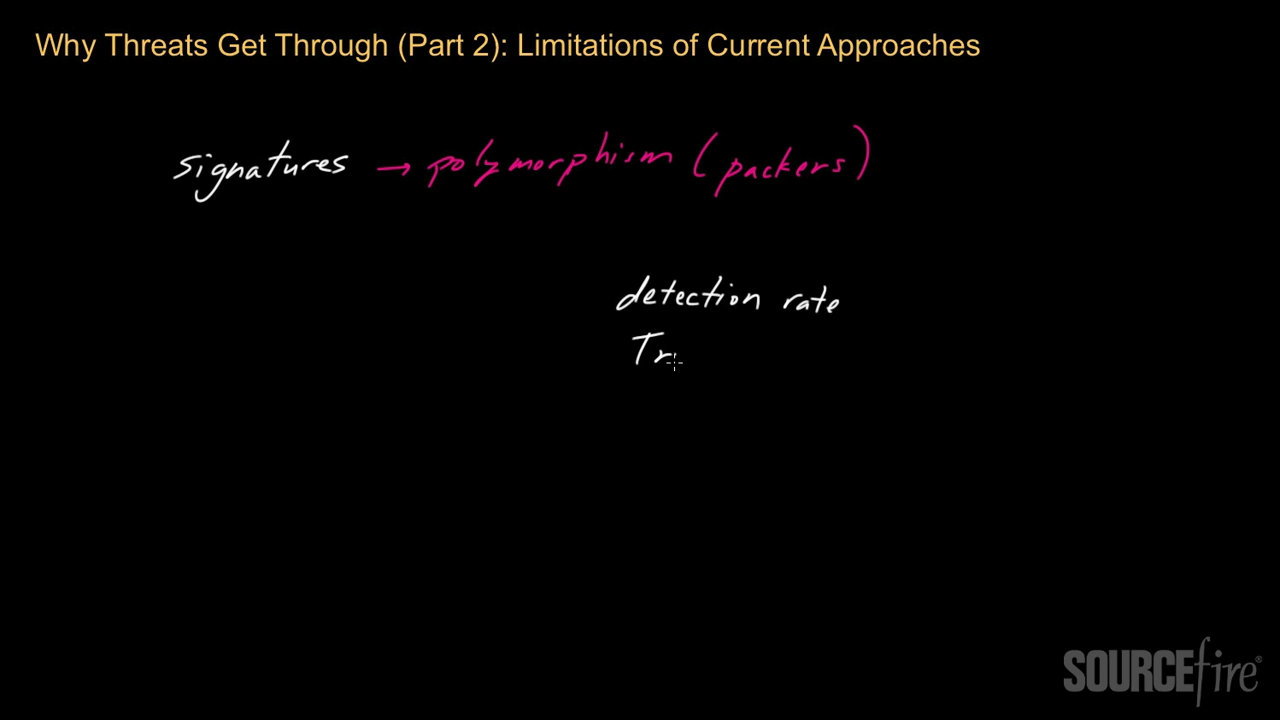 Why Threats Get Through (Part 2): Limitations of Current Approaches
signatures → polymorphism (packers)
detection rate
Tr
SOURCEfire®